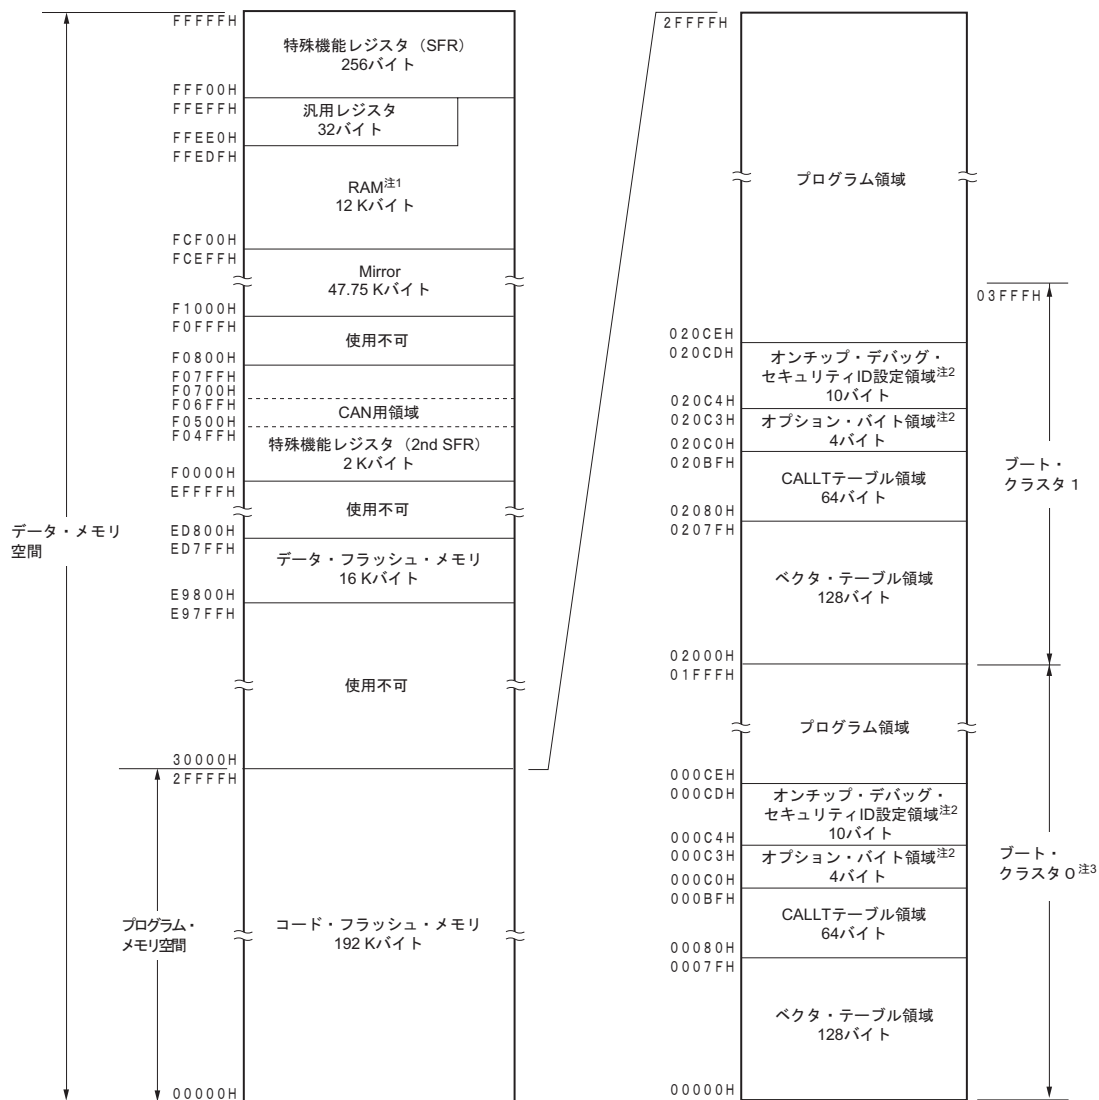 FFFFFH
特殊機能レジスタ（SFR）
256バイト
FFF00H
FFEFFH
汎用レジスタ
32バイト
FFEE0H
FFEDFH
RAM注1
12 Kバイト
FCF00H
FCEFFH
Mirror
47.75 Kバイト
F1000H
F0FFFH
使用不可
F0800H
F07FFH
F0700H
F06FFH
CAN用領域
F0500H
F04FFH
特殊機能レジスタ（2nd SFR）
2 Kバイト
F0000H
EFFFFH
使用不可
ED800H
ED7FFH
データ・フラッシュ・メモリ
16 Kバイト
E9800H
E97FFH
使用不可
30000H
2FFFFH
コード・フラッシュ・メモリ
192 Kバイト
00000H
データ・メモリ
空間
プログラム・
メモリ空間
2FFFFH
プログラム領域
03FFFH
020CEH
020CDH
オンチップ・デバッグ・
セキュリティID設定領域注2
10バイト
020C4H
020C3H
オプション・バイト領域注2
4バイト
020C0H
020BFH
CALLTテーブル領域
64バイト
02080H
0207FH
ベクタ・テーブル領域
128バイト
02000H
01FFFH
ブート・
クラスタ1
プログラム領域
000CEH
000CDH
オンチップ・デバッグ・
セキュリティID設定領域注2
10バイト
000C4H
000C3H
オプション・バイト領域注2
4バイト
000C0H
000BFH
CALLTテーブル領域
64バイト
00080H
0007FH
ベクタ・テーブル領域
128バイト
00000H
ブート・
クラスタ0注3